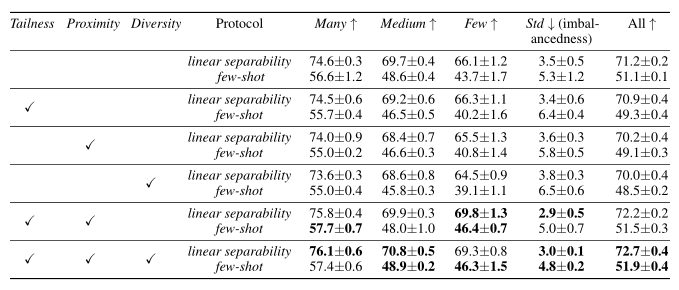 Tailness Proximity Diversity Protocol Many ↑ Medium ↑ Few ↑ Std ↓ (imbalancedness) All ↑
linear separability 74.6±0.3 69.7±0.4 66.1±1.2 3.5±0.5 71.2±0.2
few-shot 56.6±1.2 48.6±0.4 43.7±1.7 5.3±1.2 51.1±0.1
✓ linear separability 74.5±0.6 69.2±0.6 66.3±1.1 3.4±0.6 70.9±0.4
few-shot 55.7±0.4 46.5±0.5 40.2±1.6 6.4±0.4 49.3±0.4
✓ linear separability 74.0±0.9 68.4±0.7 65.5±1.3 3.6±0.3 70.2±0.4
few-shot 55.0±0.2 46.6±0.3 40.8±1.4 5.8±0.5 49.1±0.3
✓ linear separability 73.6±0.3 68.6±0.8 64.5±0.9 3.8±0.3 70.0±0.4
few-shot 55.0±0.4 45.8±0.3 39.1±1.1 6.5±0.6 48.5±0.2
✓ ✓ linear separability 75.8±0.4 69.9±0.3 69.8±1.3 2.9±0.5 72.2±0.2
few-shot 57.7±0.7 48.0±1.0 46.4±0.7 5.0±0.7 51.5±0.3
✓ ✓ ✓ linear separability 76.1±0.6 70.8±0.5 69.3±0.8 3.0±0.1 72.7±0.4
few-shot 57.4±0.6 48.9±0.2 46.3±1.5 4.8±0.2 51.9±0.4